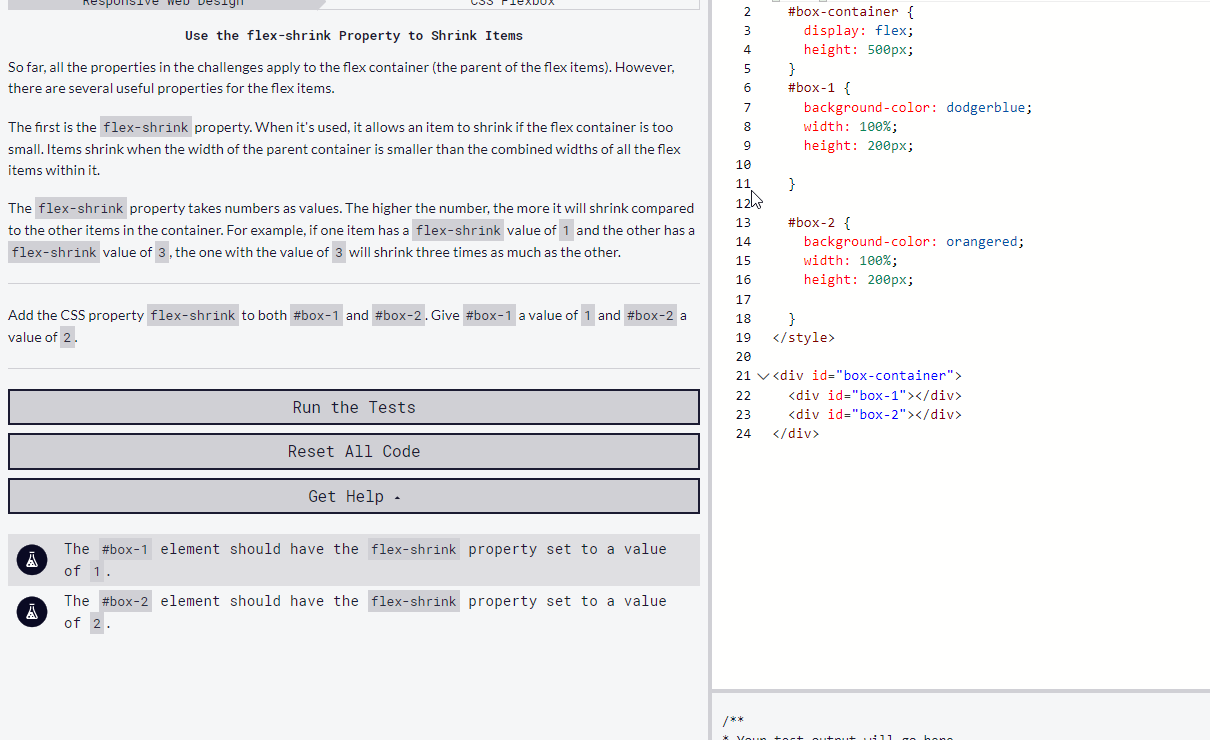 Responsive Web Design
CSS Flexbox
Use the flex-shrink Property to Shrink Items
So far, all the properties in the challenges apply to the flex container (the parent of the flex items). However,
there are several useful properties for the flex items.
The first is the flex-shrink property. When it's used, it allows an item to shrink if the flex container is too
small. Items shrink when the width of the parent container is smaller than the combined widths of all the flex
items within it.
The flex-shrink property takes numbers as values. The higher the number, the more it will shrink compared
to the other items in the container. For example, if one item has a flex-shrink value of 1 and the other has a
flex-shrink value of 3, the one with the value of 3 will shrink three times as much as the other.
Add the CSS property flex-shrink to both #box-1 and #box-2. Give #box-1 a value of 1 and #box-2 a
value of 2.
Run the Tests
Reset All Code
Get Help
The #box-1 element should have the flex-shrink property set to a value
of 1.
The #box-2 element should have the flex-shrink property set to a value
of 2.
2 #box-container {
3 display: flex;
4 height: 500px;
5 }
6 #box-1 {
7 background-color: dodgerblue;
8 width: 100%;
9 height: 200px;
10
11 }
12
13 #box-2 {
14 background-color: orangered;
15 width: 100%;
16 height: 200px;
17
18 }
19 </style>
20
21 <div id="box-container">
22 <div id="box-1"></div>
23 <div id="box-2"></div>
24 </div>
/**
* Your test output will go here